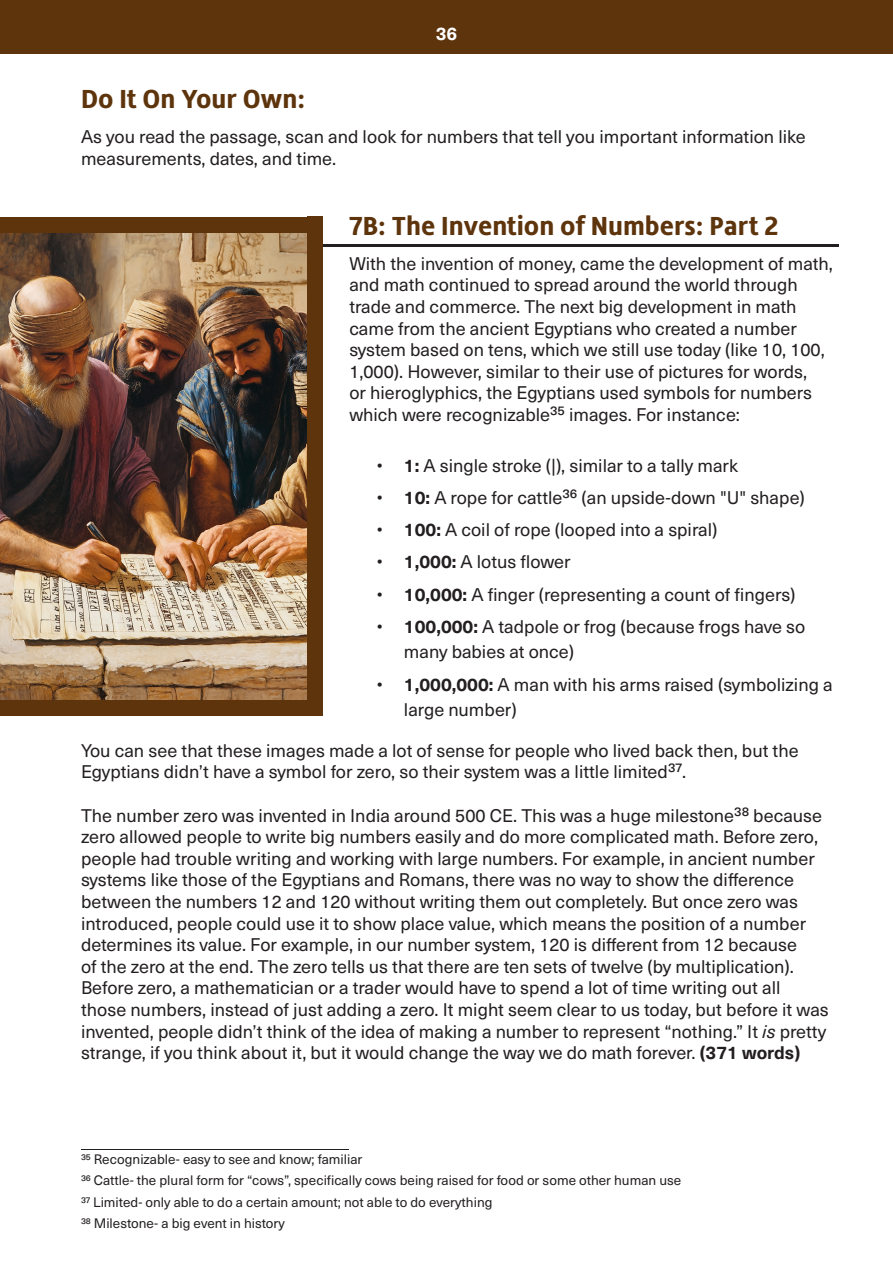 36
Do It On Your Own:
As you read the passage, scan and look for numbers that tell you important information like
measurements, dates, and time.
7B: The Invention of Numbers: Part 2
With the invention of money, came the development of math,
and math continued to spread around the world through
trade and commerce. The next big development in math
came from the ancient Egyptians who created a number
system based on tens, which we still use today (like 10, 100,
1,000). However, similar to their use of pictures for words,
or hieroglyphics, the Egyptians used symbols for numbers
which were recognizable³⁵ images. For instance:
• 1: A single stroke (|), similar to a tally mark
• 10: A rope for cattle³⁶ (an upside-down "U" shape)
• 100: A coil of rope (looped into a spiral)
• 1,000: A lotus flower
• 10,000: A finger (representing a count of fingers)
• 100,000: A tadpole or frog (because frogs have so
many babies at once)
• 1,000,000: A man with his arms raised (symbolizing a
large number)
You can see that these images made a lot of sense for people who lived back then, but the
Egyptians didn't have a symbol for zero, so their system was a little limited³⁷.
The number zero was invented in India around 500 CE. This was a huge milestone³⁸ because
zero allowed people to write big numbers easily and do more complicated math. Before zero,
people had trouble writing and working with large numbers. For example, in ancient number
systems like those of the Egyptians and Romans, there was no way to show the difference
between the numbers 12 and 120 without writing them out completely. But once zero was
introduced, people could use it to show place value, which means the position of a number
determines its value. For example, in our number system, 120 is different from 12 because
of the zero at the end. The zero tells us that there are ten sets of twelve (by multiplication).
Before zero, a mathematician or a trader would have to spend a lot of time writing out all
those numbers, instead of just adding a zero. It might seem clear to us today, but before it was
invented, people didn't think of the idea of making a number to represent “nothing.” It is pretty
strange, if you think about it, but it would change the way we do math forever. (371 words)
³⁵ Recognizable- easy to see and know; familiar
³⁶ Cattle- the plural form for “cows”, specifically cows being raised for food or some other human use
³⁷ Limited- only able to do a certain amount; not able to do everything
³⁸ Milestone- a big event in history